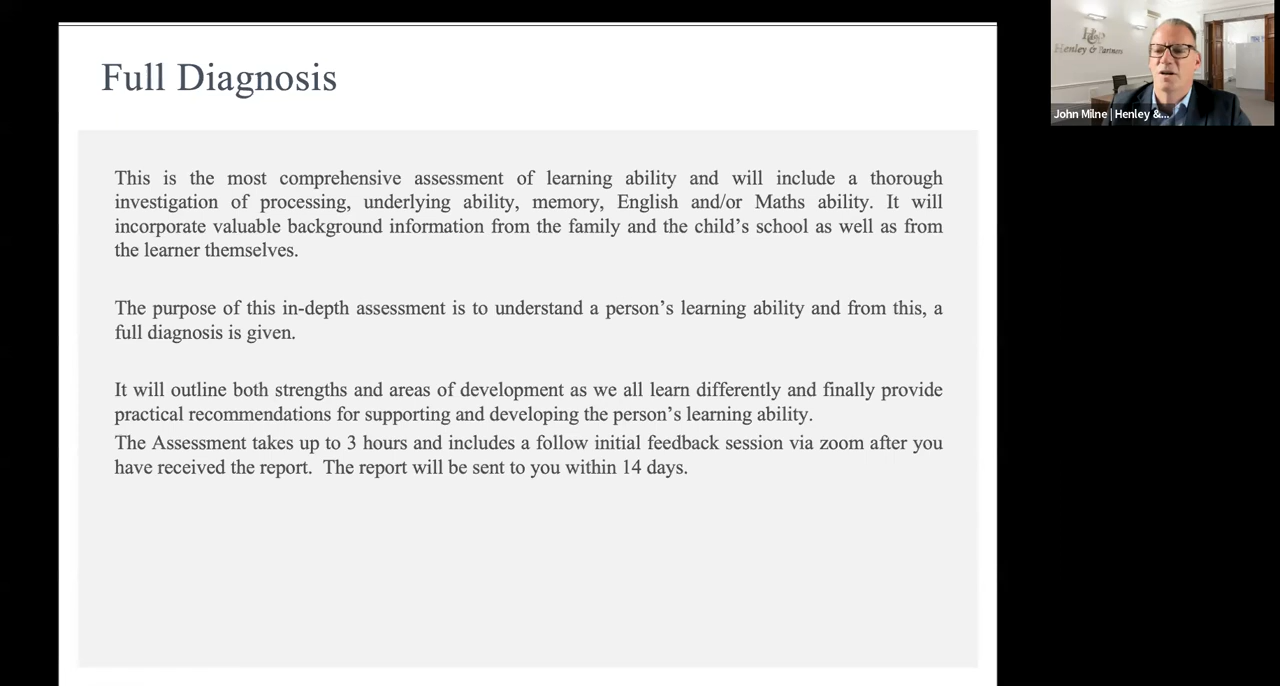 Full Diagnosis
This is the most comprehensive assessment of learning ability and will include a thorough
investigation of processing, underlying ability, memory, English and/or Maths ability. It will
incorporate valuable background information from the family and the child’s school as well as from
the learner themselves.
The purpose of this in-depth assessment is to understand a person’s learning ability and from this, a
full diagnosis is given.
It will outline both strengths and areas of development as we all learn differently and finally provide
practical recommendations for supporting and developing the person’s learning ability.
The Assessment takes up to 3 hours and includes a follow initial feedback session via zoom after you
have received the report.  The report will be sent to you within 14 days.
Henley & Partners
John Milne | Henley &...